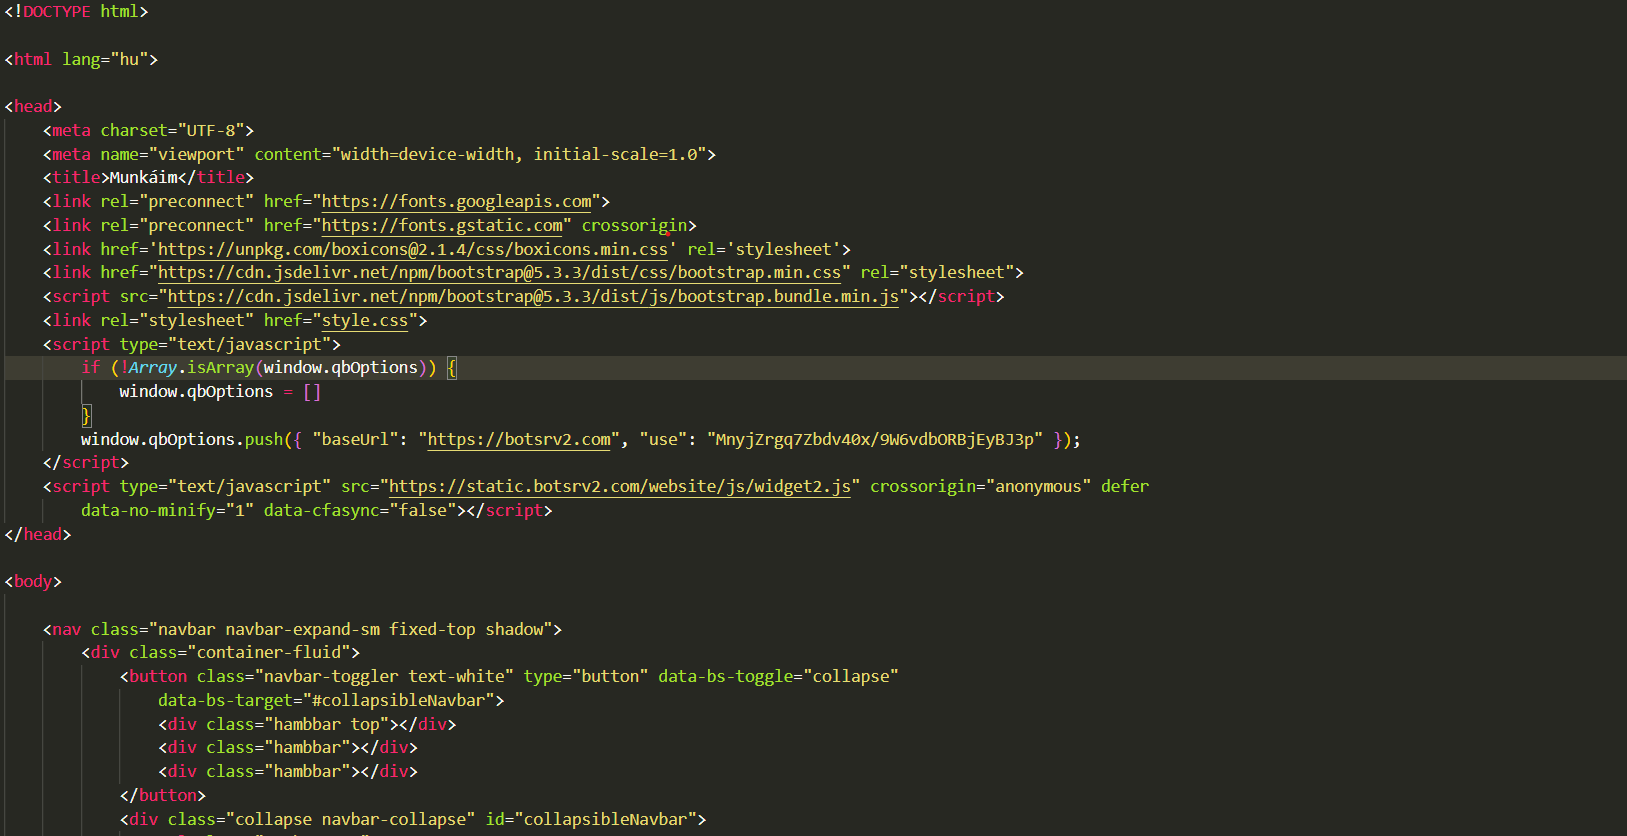 <!DOCTYPE html>
<html lang="hu">
<head>
<meta charset="UTF-8">
<meta name="viewport" content="width=device-width, initial-scale=1.0">
<title>Munkáim</title>
<link rel="preconnect" href="https://fonts.googleapis.com">
<link rel="preconnect" href="https://fonts.gstatic.com" crossorigin>
<link href='https://unpkg.com/boxicons@2.1.4/css/boxicons.min.css' rel='stylesheet'>
<link href="https://cdn.jsdelivr.net/npm/bootstrap@5.3.3/dist/css/bootstrap.min.css" rel="stylesheet">
<script src="https://cdn.jsdelivr.net/npm/bootstrap@5.3.3/dist/js/bootstrap.bundle.min.js"></script>
<link rel="stylesheet" href="style.css">
<script type="text/javascript">
if (!Array.isArray(window.qbOptions)) {
window.qbOptions = []
}
window.qbOptions.push({ "baseUrl": "https://botsrv2.com", "use": "MnyjZrgq7Zbdv40x/9W6vdbORBjEyBJ3p" });
</script>
<script type="text/javascript" src="https://static.botsrv2.com/website/js/widget2.js" crossorigin="anonymous" defer
data-no-minify="1" data-cfasync="false"></script>
</head>
<body>
<nav class="navbar navbar-expand-sm fixed-top shadow">
<div class="container-fluid">
<button class="navbar-toggler text-white" type="button" data-bs-toggle="collapse"
data-bs-target="#collapsibleNavbar">
<div class="hambbar top"></div>
<div class="hambbar"></div>
<div class="hambbar"></div>
</button>
<div class="collapse navbar-collapse" id="collapsibleNavbar">